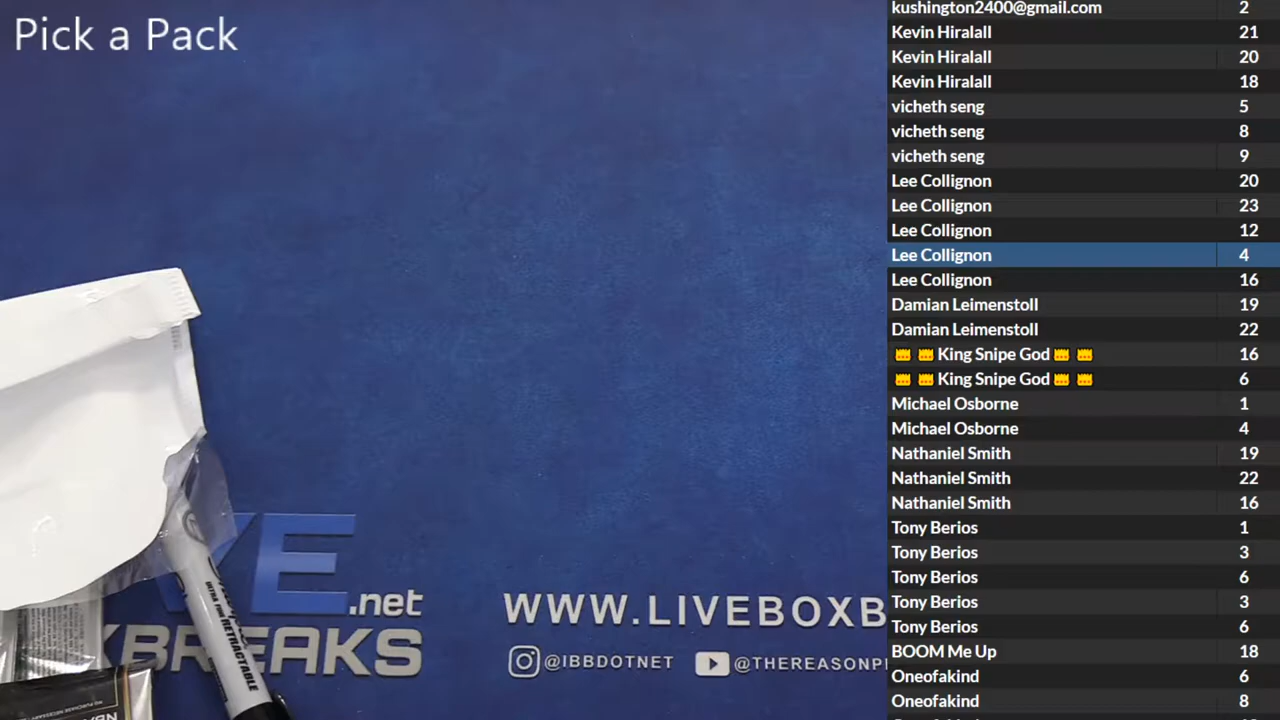 Pick a Pack
kushington2400@gmail.com 2
Kevin Hiralall 21
Kevin Hiralall 20
Kevin Hiralall 18
vicheth seng 5
vicheth seng 8
vicheth seng 9
Lee Collignon 20
Lee Collignon 23
Lee Collignon 12
Lee Collignon 4
Lee Collignon 16
Damian Leimenstoll 19
Damian Leimenstoll 22
King Snipe God 16
King Snipe God 6
Michael Osborne 1
Michael Osborne 4
Nathaniel Smith 19
Nathaniel Smith 22
Nathaniel Smith 16
Tony Berios 1
Tony Berios 3
Tony Berios 6
Tony Berios 3
Tony Berios 6
BOOM Me Up 18
Oneofakind 6
Oneofakind 8
VE.net
XBREAKS
WWW.LIVEBOXB
@IBBDOTNET @THEREASONP
ULTRA FINE RETRACTABLE